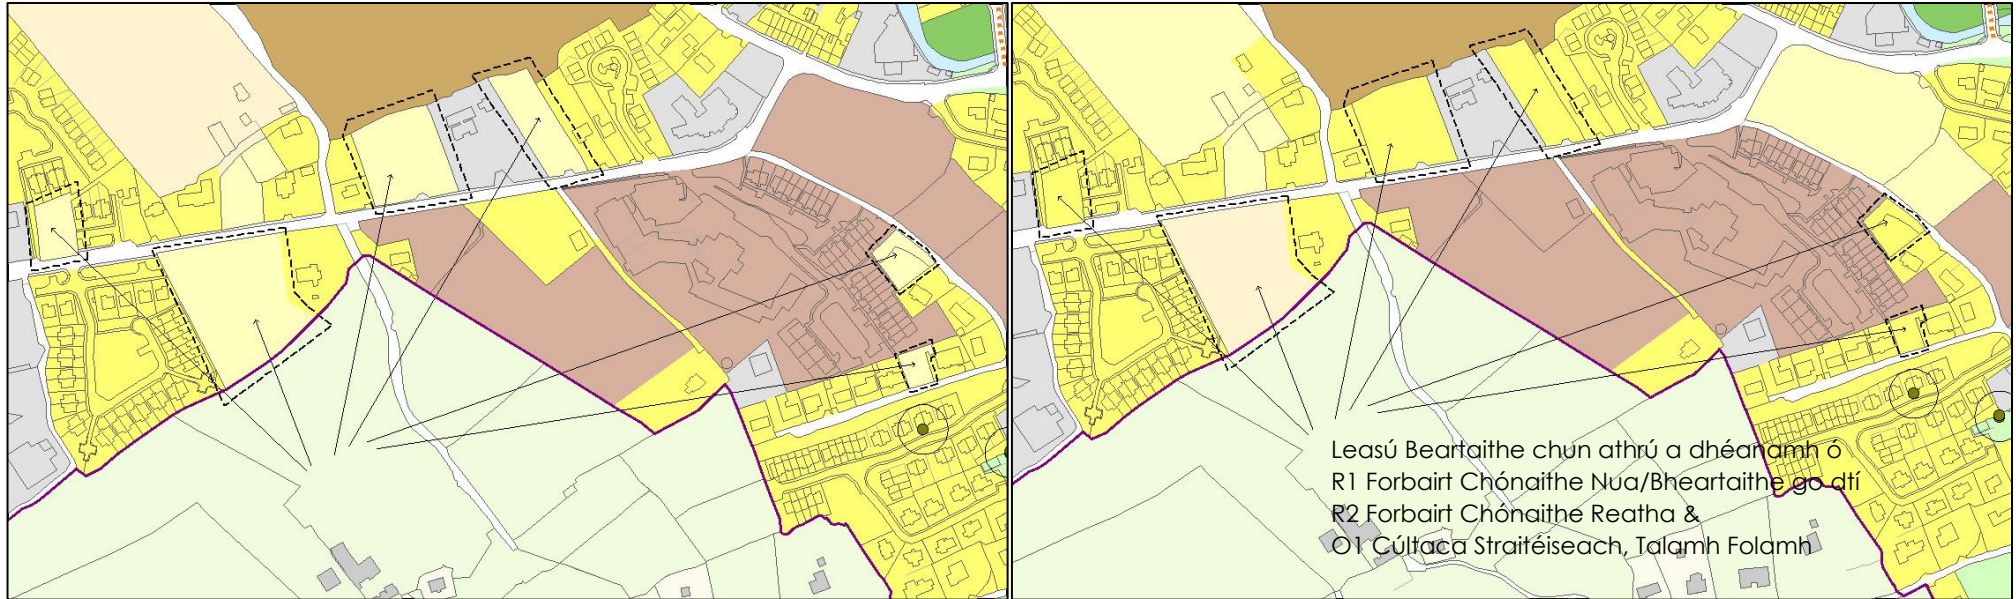 Leasú Beartaithe chun athrú a dhéanamh ó
R1 Forbairt Chónaithe Nua/Bheartaithe go dtí
R2 Forbairt Chónaithe Reatha &
O1 Cúltaca Straitéiseach, Talamh Folamh